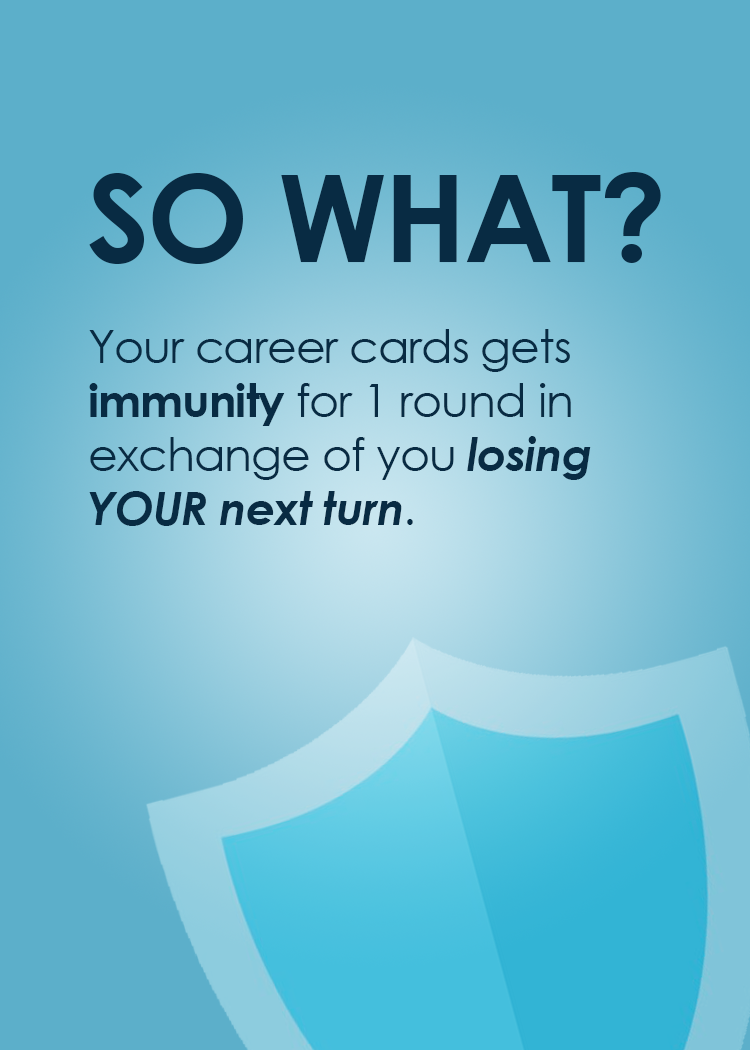 SO WHAT?
Your career cards gets
immunity for 1 round in
exchange of you losing
YOUR next turn.